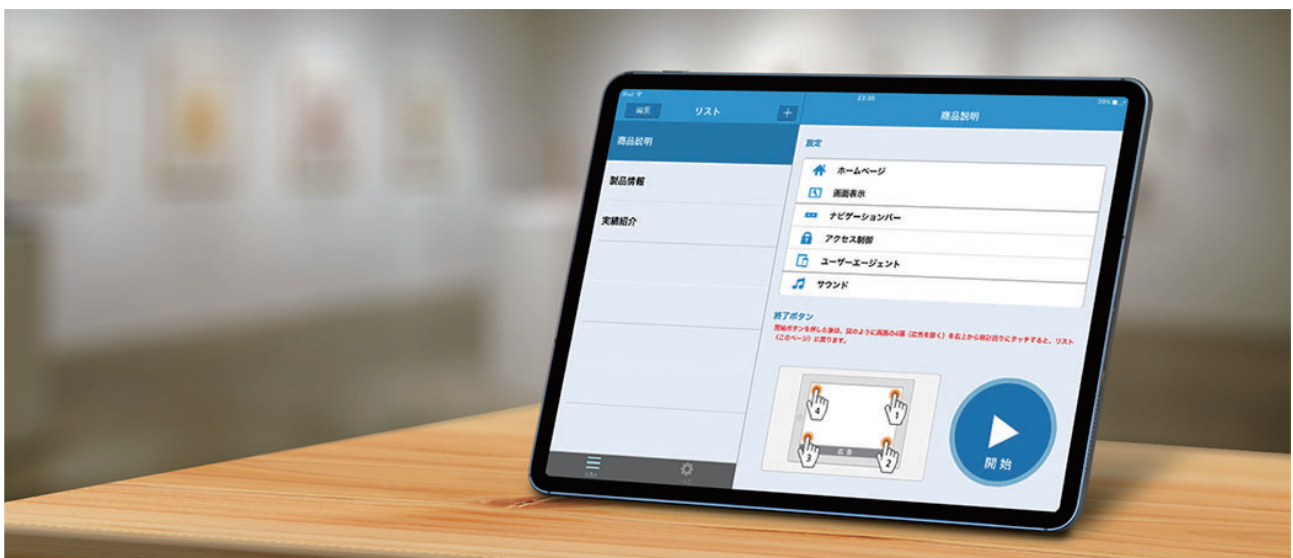 iPad
23:35
39%
編集
リスト
+
商品説明
商品説明
製品情報
実績紹介
設定
ホームページ
画面表示
ナビゲーションバー
アクセス制御
ユーザーエージェント
サウンド
終了ボタン
開始ボタンを押した後は、図のように画面の4隅（広告を除く）を右上から時計回りにタッチすると、リスト
（このページ）に戻ります。
4
1
3
広告
2
開始